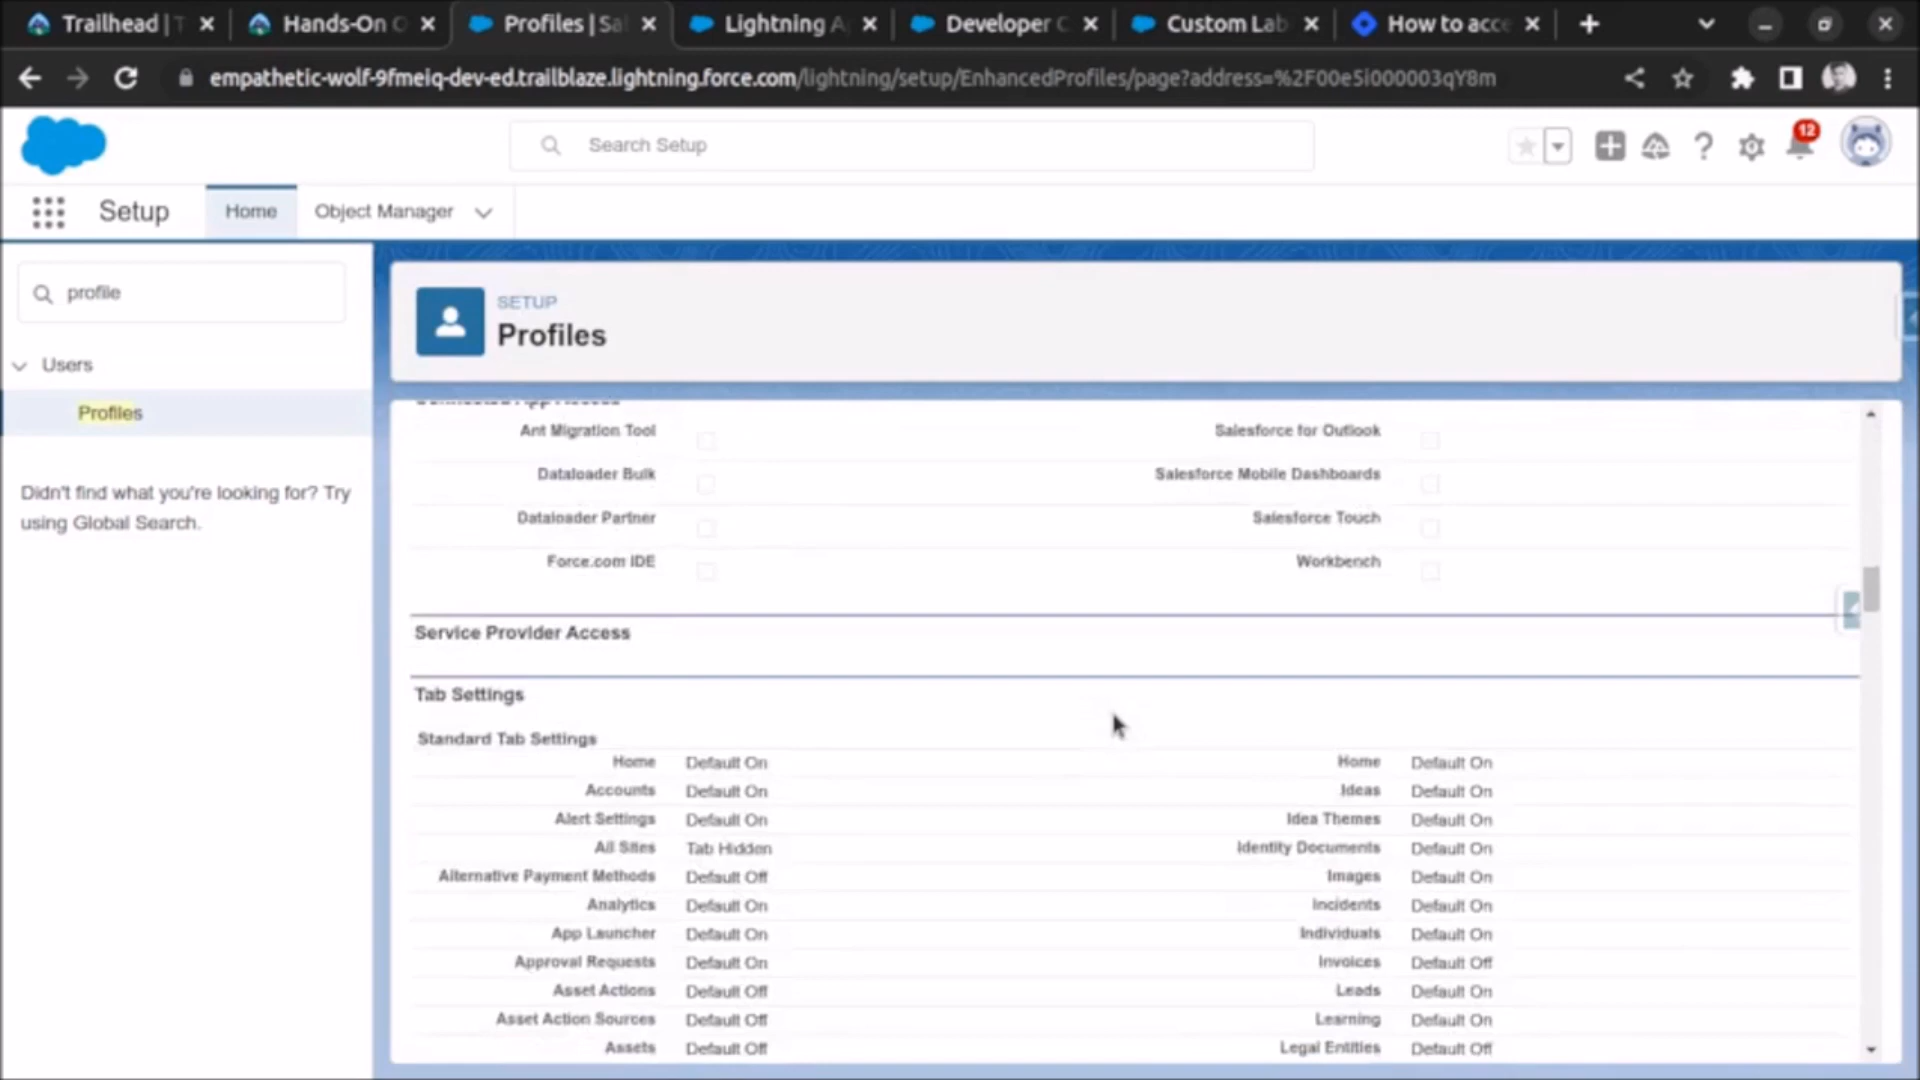 Trailhead | T
Hands-On C
Profiles | Sa
Lightning A
Developer C
Custom Lab
How to acce
empathetic-wolf-9fmeiq-dev-ed.trailblaze.lightning.force.com/lightning/setup/EnhancedProfiles/page?address=%2F00e5i000003qY8m
Search Setup
12
Setup
Home
Object Manager
profile
Users
Profiles
Didn't find what you're looking for? Try
using Global Search.
SETUP
Profiles
Connected App Access
Ant Migration Tool
Salesforce for Outlook
Dataloader Bulk
Salesforce Mobile Dashboards
Dataloader Partner
Salesforce Touch
Force.com IDE
Workbench
Service Provider Access
Tab Settings
Standard Tab Settings
Home Default On
Home Default On
Accounts Default On
Ideas Default On
Alert Settings Default On
Idea Themes Default On
All Sites Tab Hidden
Identity Documents Default On
Alternative Payment Methods Default Off
Images Default On
Analytics Default On
Incidents Default On
App Launcher Default On
Individuals Default On
Approval Requests Default On
Invoices Default Off
Asset Actions Default Off
Leads Default On
Asset Action Sources Default Off
Learning Default On
Assets Default Off
Legal Entities Default Off